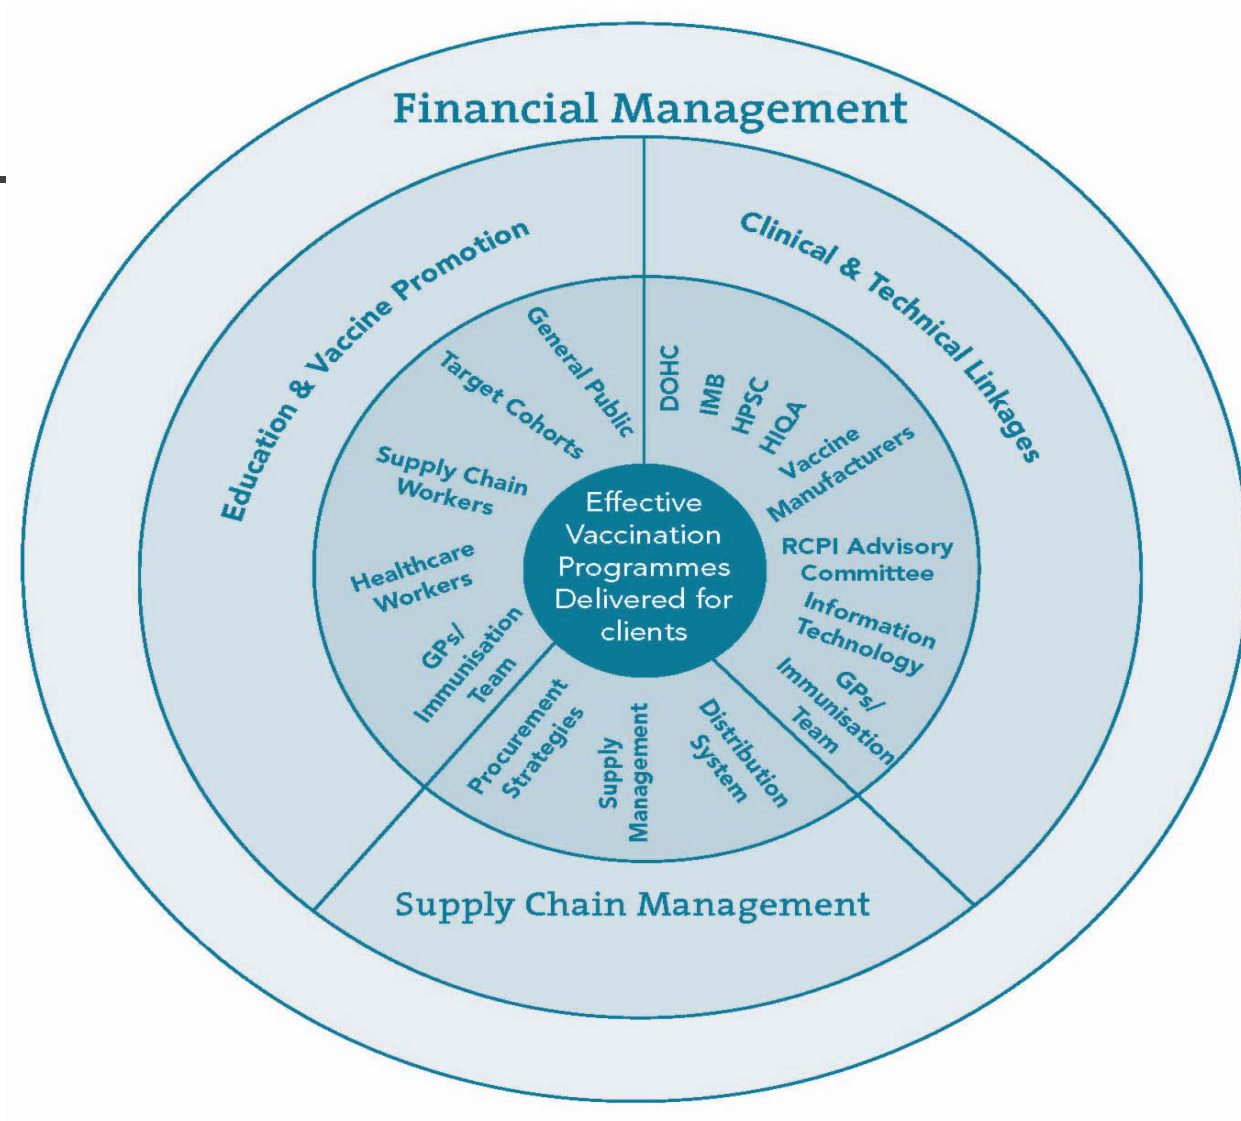 Financial Management
Education & Vaccine Promotion
Clinical & Technical Linkages
General Public
Target Cohorts
Supply Chain
Workers
Healthcare
Workers
GPs/
Immunisation
Team
DOHC
IMB
HPSC
HIQA
Vaccine
Manufacturers
RCPI Advisory
Committee
Information
Technology
GPs/
Immunisation
Team
Effective
Vaccination
Programmes
Delivered for
clients
Procurement
Strategies
Supply
Management
Distribution
System
Supply Chain Management